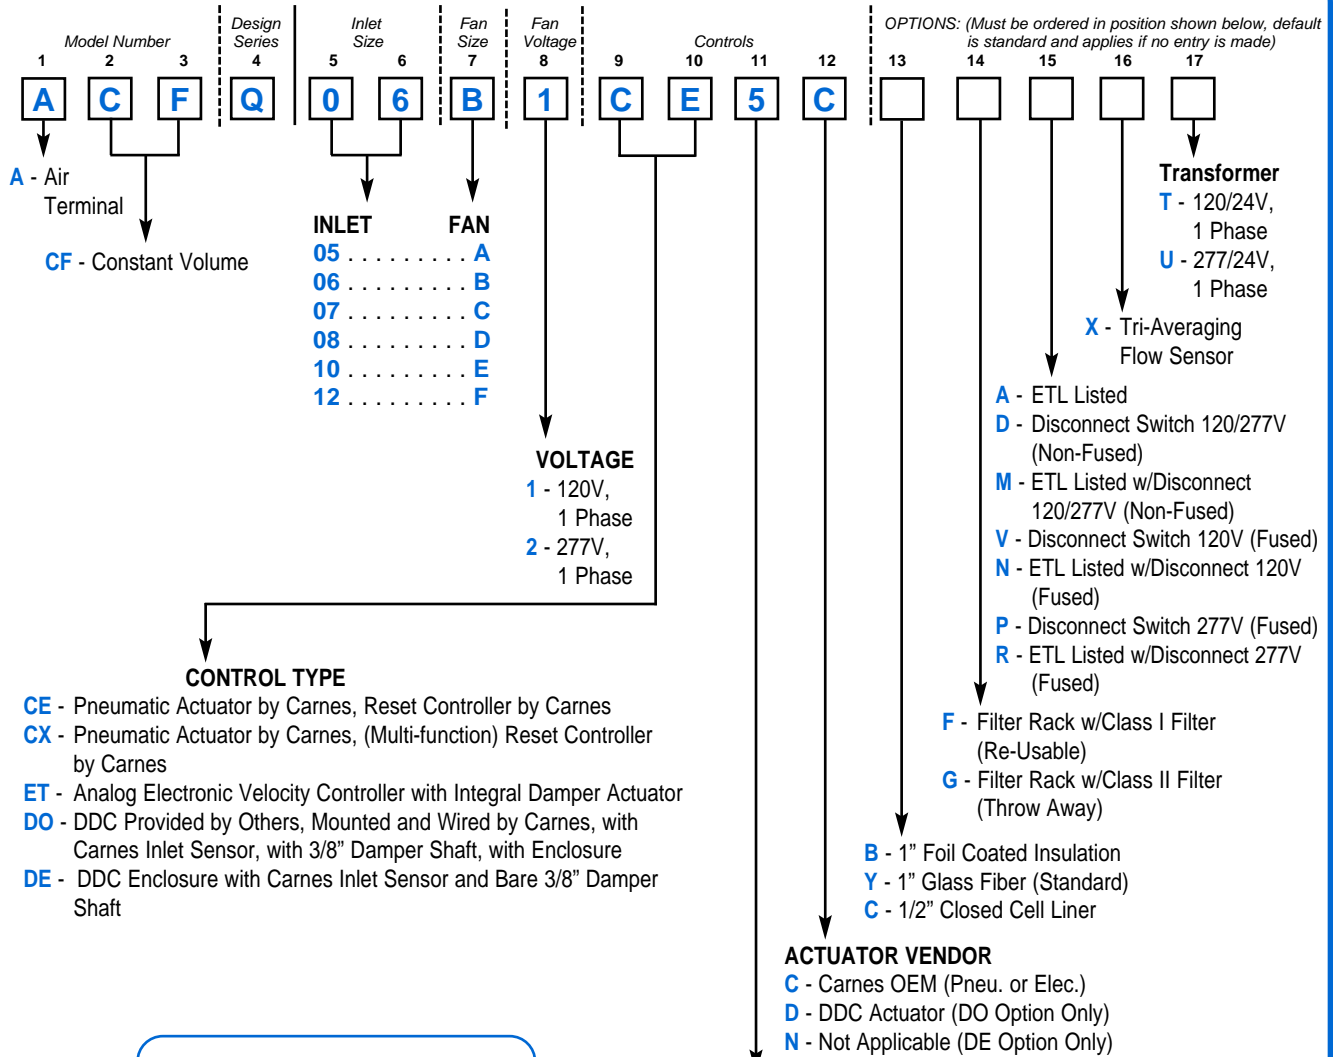 Model Number
Design
Series
Inlet
Size
Fan
Size
Fan
Voltage
Controls
OPTIONS: (Must be ordered in position shown below, default
is standard and applies if no entry is made)
1 2 3 4 5 6 7 8 9 10 11 12 13 14 15 16 17
A C F Q 0 6 B 1 C E 5 C
A - Air
Terminal
CF - Constant Volume
INLET FAN
05 . . . . . . . . . A
06 . . . . . . . . . B
07 . . . . . . . . . C
08 . . . . . . . . . D
10 . . . . . . . . . E
12 . . . . . . . . . F
VOLTAGE
1 - 120V,
1 Phase
2 - 277V,
1 Phase
Transformer
T - 120/24V,
1 Phase
U - 277/24V,
1 Phase
X - Tri-Averaging
Flow Sensor
A - ETL Listed
D - Disconnect Switch 120/277V
(Non-Fused)
M - ETL Listed w/Disconnect
120/277V (Non-Fused)
V - Disconnect Switch 120V (Fused)
N - ETL Listed w/Disconnect 120V
(Fused)
P - Disconnect Switch 277V (Fused)
R - ETL Listed w/Disconnect 277V
(Fused)
F - Filter Rack w/Class I Filter
(Re-Usable)
G - Filter Rack w/Class II Filter
(Throw Away)
B - 1” Foil Coated Insulation
Y - 1” Glass Fiber (Standard)
C - 1/2” Closed Cell Liner
CONTROL TYPE
CE - Pneumatic Actuator by Carnes, Reset Controller by Carnes
CX - Pneumatic Actuator by Carnes, (Multi-function) Reset Controller
by Carnes
ET - Analog Electronic Velocity Controller with Integral Damper Actuator
DO - DDC Provided by Others, Mounted and Wired by Carnes, with
Carnes Inlet Sensor, with 3/8” Damper Shaft, with Enclosure
DE - DDC Enclosure with Carnes Inlet Sensor and Bare 3/8” Damper
Shaft
ACTUATOR VENDOR
C - Carnes OEM (Pneu. or Elec.)
D - DDC Actuator (DO Option Only)
N - Not Applicable (DE Option Only)